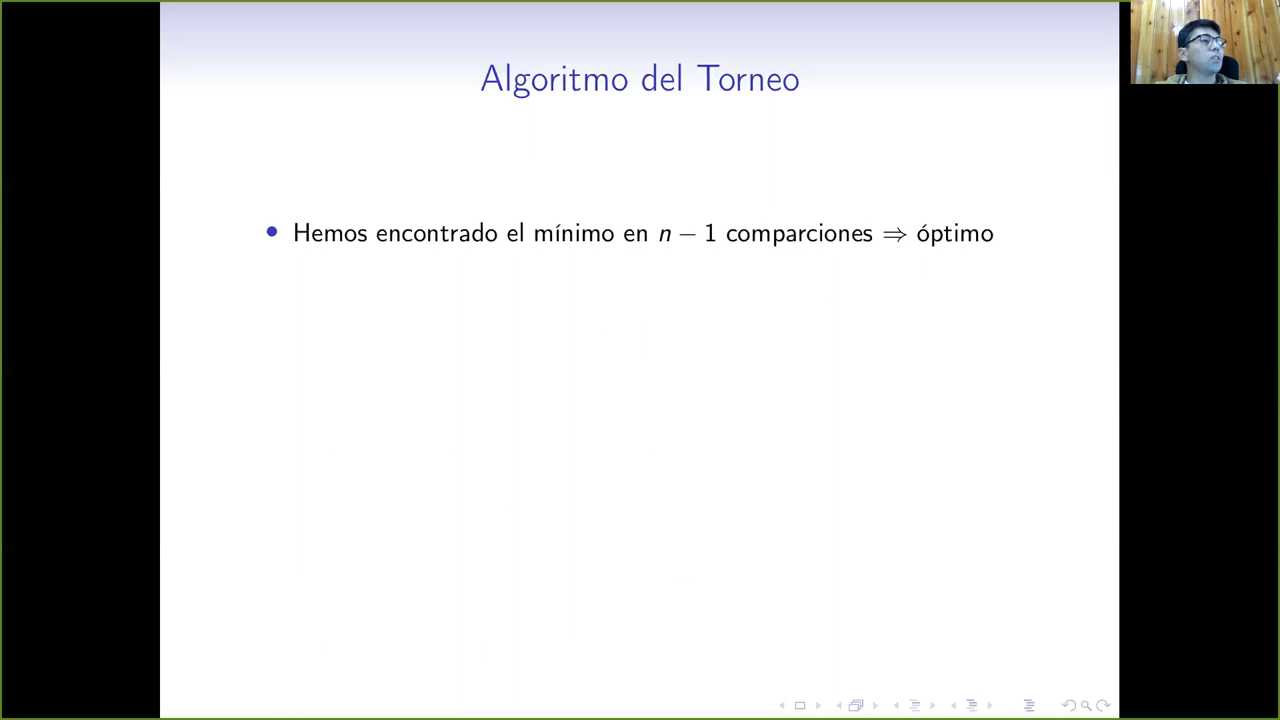 Algoritmo del Torneo
• Hemos encontrado el mínimo en n − 1 comparciones ⇒ óptimo